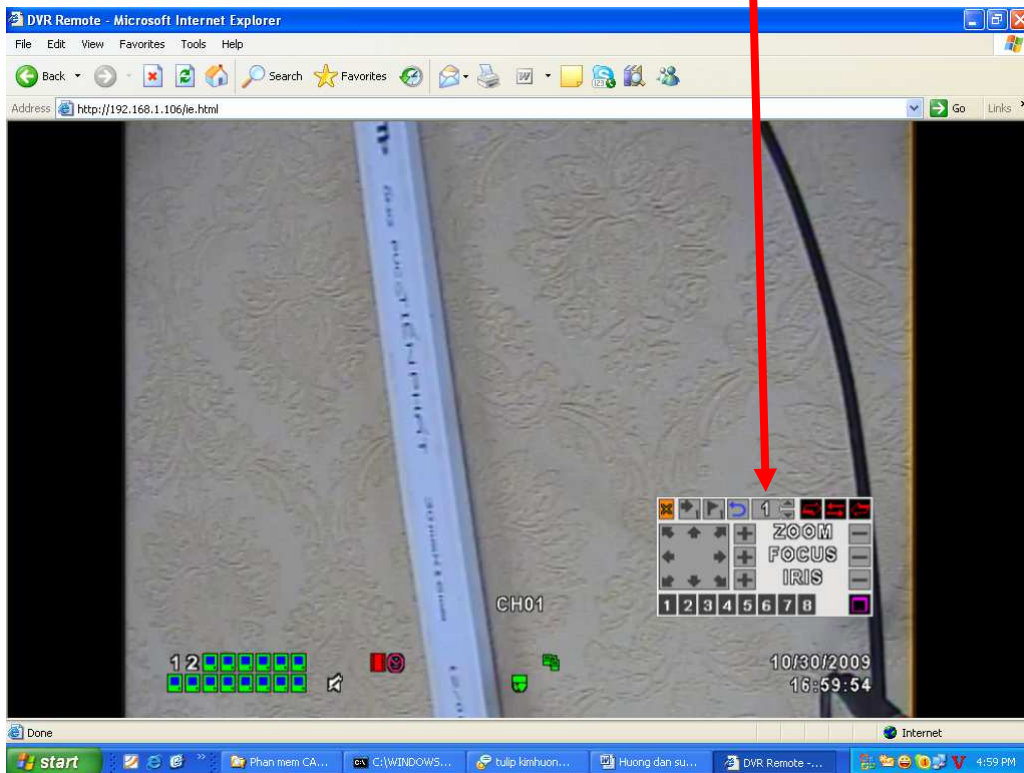 DVR Remote - Microsoft Internet Explorer
File Edit View Favorites Tools Help
Back Search Favorites
Address http://192.168.1.106/ie.html Go Links
1
ZOOM
FOCUS
IRIS
1 2 3 4 5 6 7 8
CH01
1 2
10/30/2009
16:59:54
Done Internet
start Phan mem CA... C:\WINDOWS... tulip kimhuon... Huong dan su... DVR Remote -... 4:59 PM